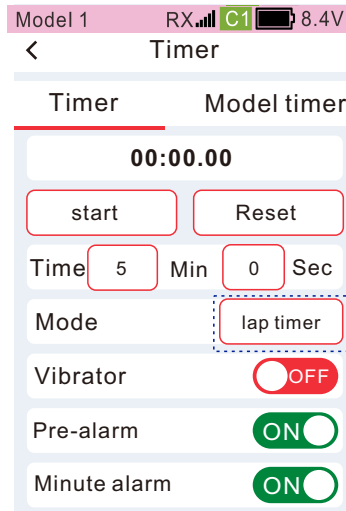 Model 1 RX C1 8.4V
< Timer
Timer Model timer
00:00.00
start Reset
Time 5 Min 0 Sec
Mode lap timer
Vibrator OFF
Pre-alarm ON
Minute alarm ON